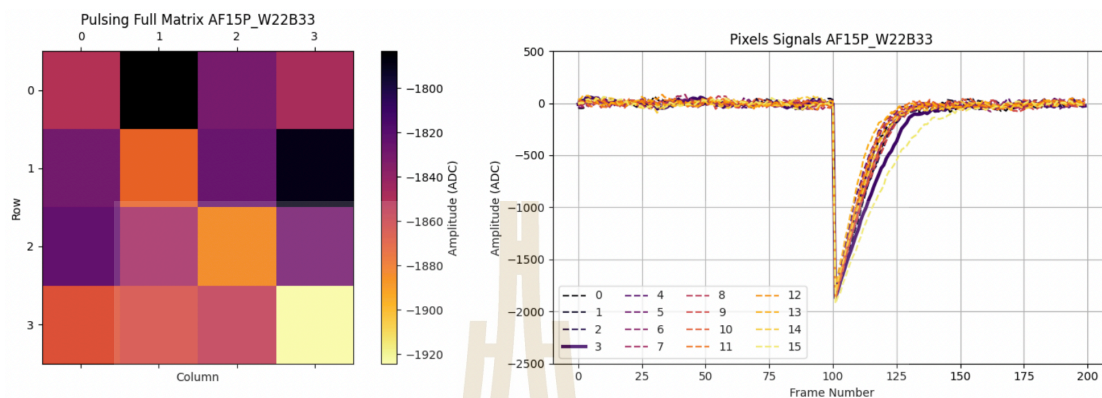 Pulsing Full Matrix AF15P_W22B33
0 1 2 3
0
1
2
3
Row
Column
−1800
−1820
−1840
−1860
−1880
−1900
−1920
Amplitude (ADC)
Pixels Signals AF15P_W22B33
500
0
−500
−1000
−1500
−2000
−2500
Amplitude (ADC)
0 4 8 12
1 5 9 13
2 6 10 14
3 7 11 15
0 25 50 75 100 125 150 175 200
Frame Number